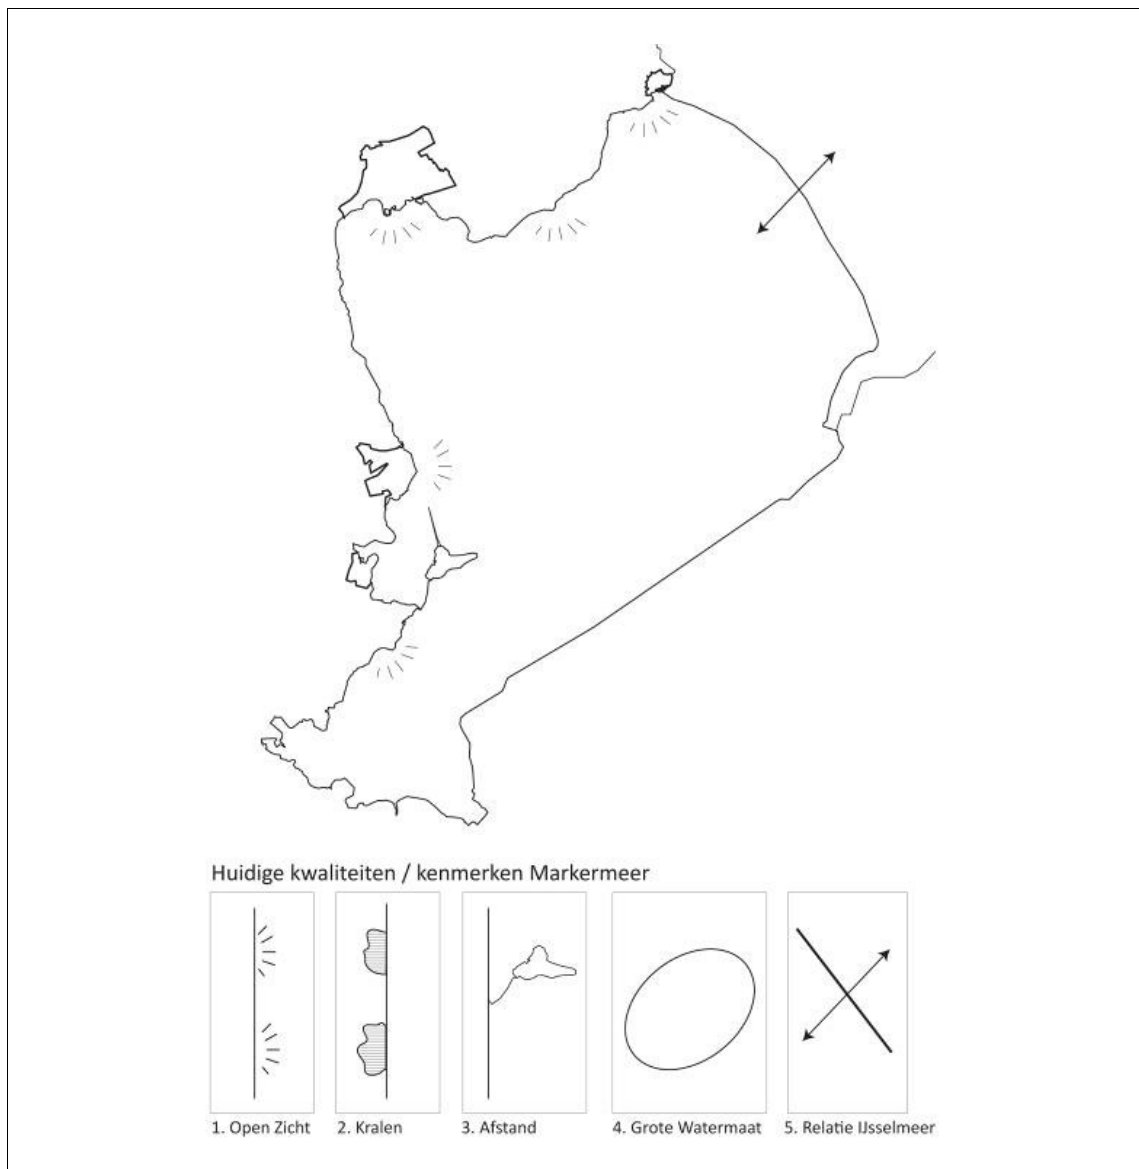 Huidige kwaliteiten / kenmerken Markermeer
1. Open Zicht
2. Kralen
3. Afstand
4. Grote Watermaat
5. Relatie IJsselmeer